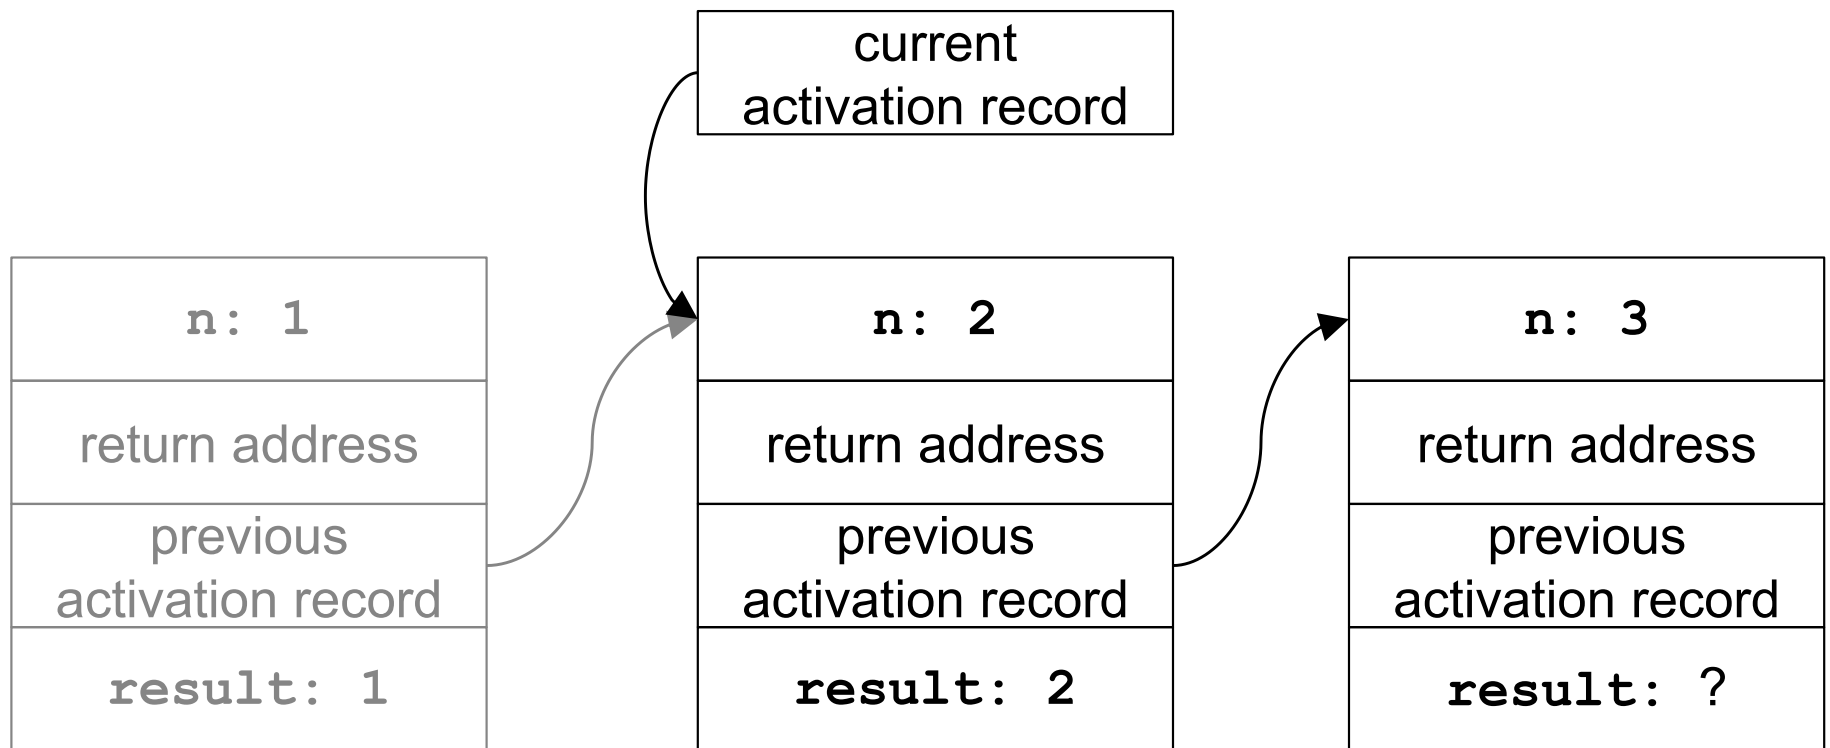 current
activation record
n: 1
return address
previous
activation record
result: 1
n: 2
return address
previous
activation record
result: 2
n: 3
return address
previous
activation record
result: ?